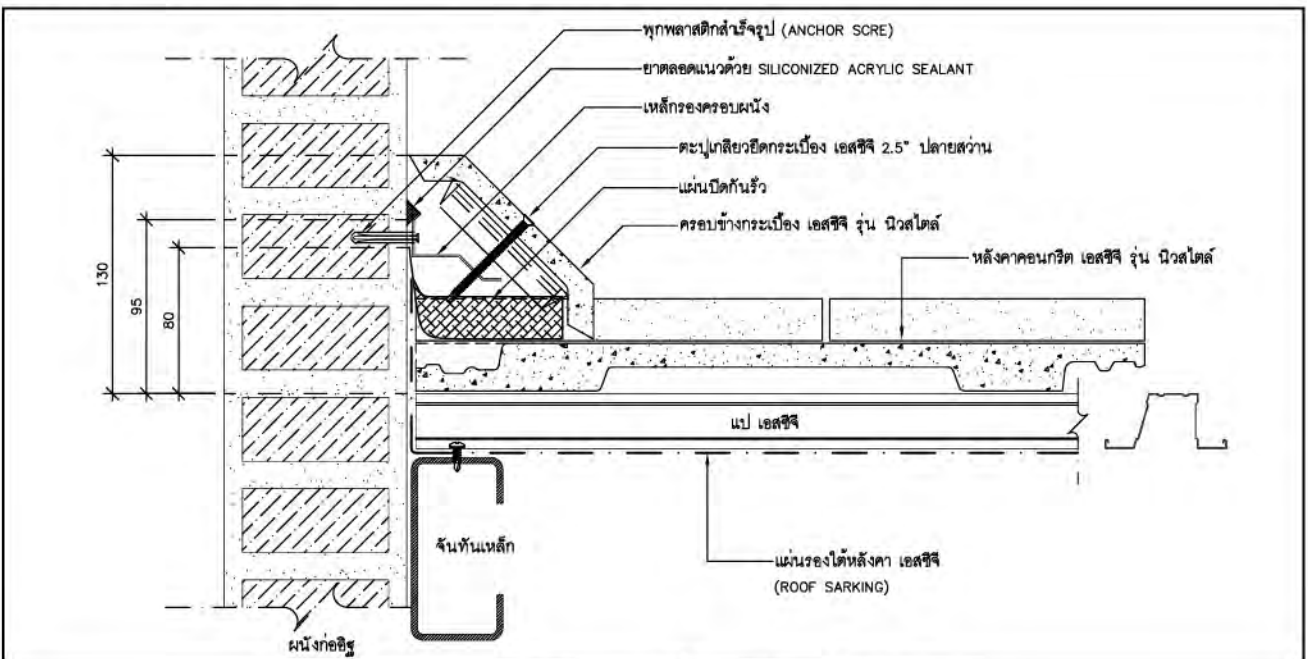 พุกพลาสติกสำเร็จรูป (ANCHOR SCRE)
ยาตลอดแนวด้วย SILICONIZED ACRYLIC SEALANT
เหล็กรองครอบผนัง
ตะปูเกลียวยึดกระเบื้อง เอสซีจี 2.5" ปลายสว่าน
แผ่นปิดกันรั่ว
ครอบข้างกระเบื้อง เอสซีจี รุ่น นิวสไตล์
หลังคาคอนกรีต เอสซีจี รุ่น นิวสไตล์
130
95
80
แป เอสซีจี
จันทันเหล็ก
แผ่นรองใต้หลังคา เอสซีจี
(ROOF SARKING)
ผนังก่ออิฐ